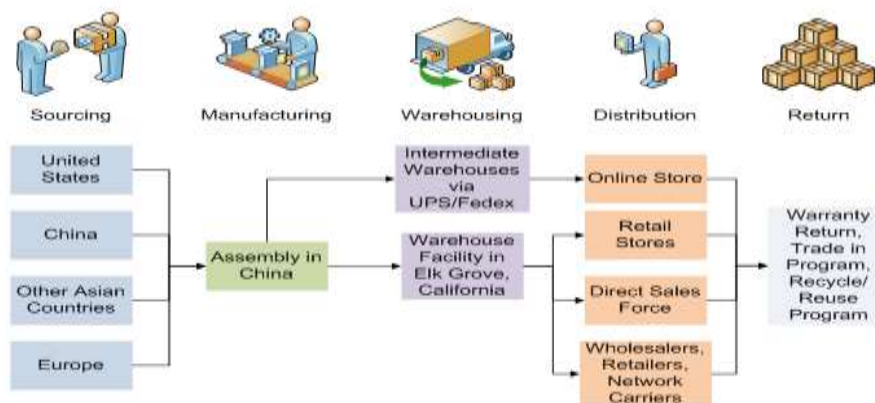 Sourcing
Manufacturing
Warehousing
Distribution
Return
United
States
China
Other Asian
Countries
Europe
Assembly in
China
Intermediate
Warehouses
via
UPS/Fedex
Warehouse
Facility in
Elk Grove,
California
Online Store
Retail
Stores
Direct Sales
Force
Wholesalers,
Retailers,
Network
Carriers
Warranty
Return,
Trade in
Program,
Recycle/
Reuse
Program